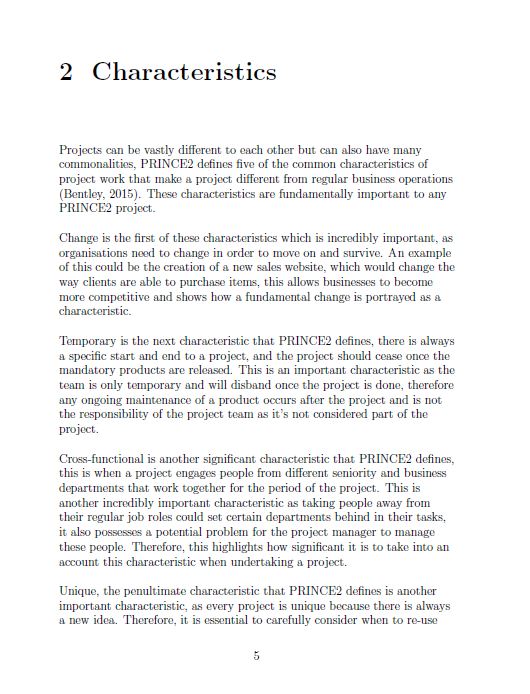 2 Characteristics
Projects can be vastly different to each other but can also have many
commonalities, PRINCE2 defines five of the common characteristics of
project work that make a project different from regular business operations
(Bentley, 2015). These characteristics are fundamentally important to any
PRINCE2 project.
Change is the first of these characteristics which is incredibly important, as
organisations need to change in order to move on and survive. An example
of this could be the creation of a new sales website, which would change the
way clients are able to purchase items, this allows businesses to become
more competitive and shows how a fundamental change is portrayed as a
characteristic.
Temporary is the next characteristic that PRINCE2 defines, there is always
a specific start and end to a project, and the project should cease once the
mandatory products are released. This is an important characteristic as the
team is only temporary and will disband once the project is done, therefore
any ongoing maintenance of a product occurs after the project and is not
the responsibility of the project team as it's not considered part of the
project.
Cross-functional is another significant characteristic that PRINCE2 defines,
this is when a project engages people from different seniority and business
departments that work together for the period of the project. This is
another incredibly important characteristic as taking people away from
their regular job roles could set certain departments behind in their tasks,
it also possesses a potential problem for the project manager to manage
these people. Therefore, this highlights how significant it is to take into an
account this characteristic when undertaking a project.
Unique, the penultimate characteristic that PRINCE2 defines is another
important characteristic, as every project is unique because there is always
a new idea. Therefore, it is essential to carefully consider when to re-use
5